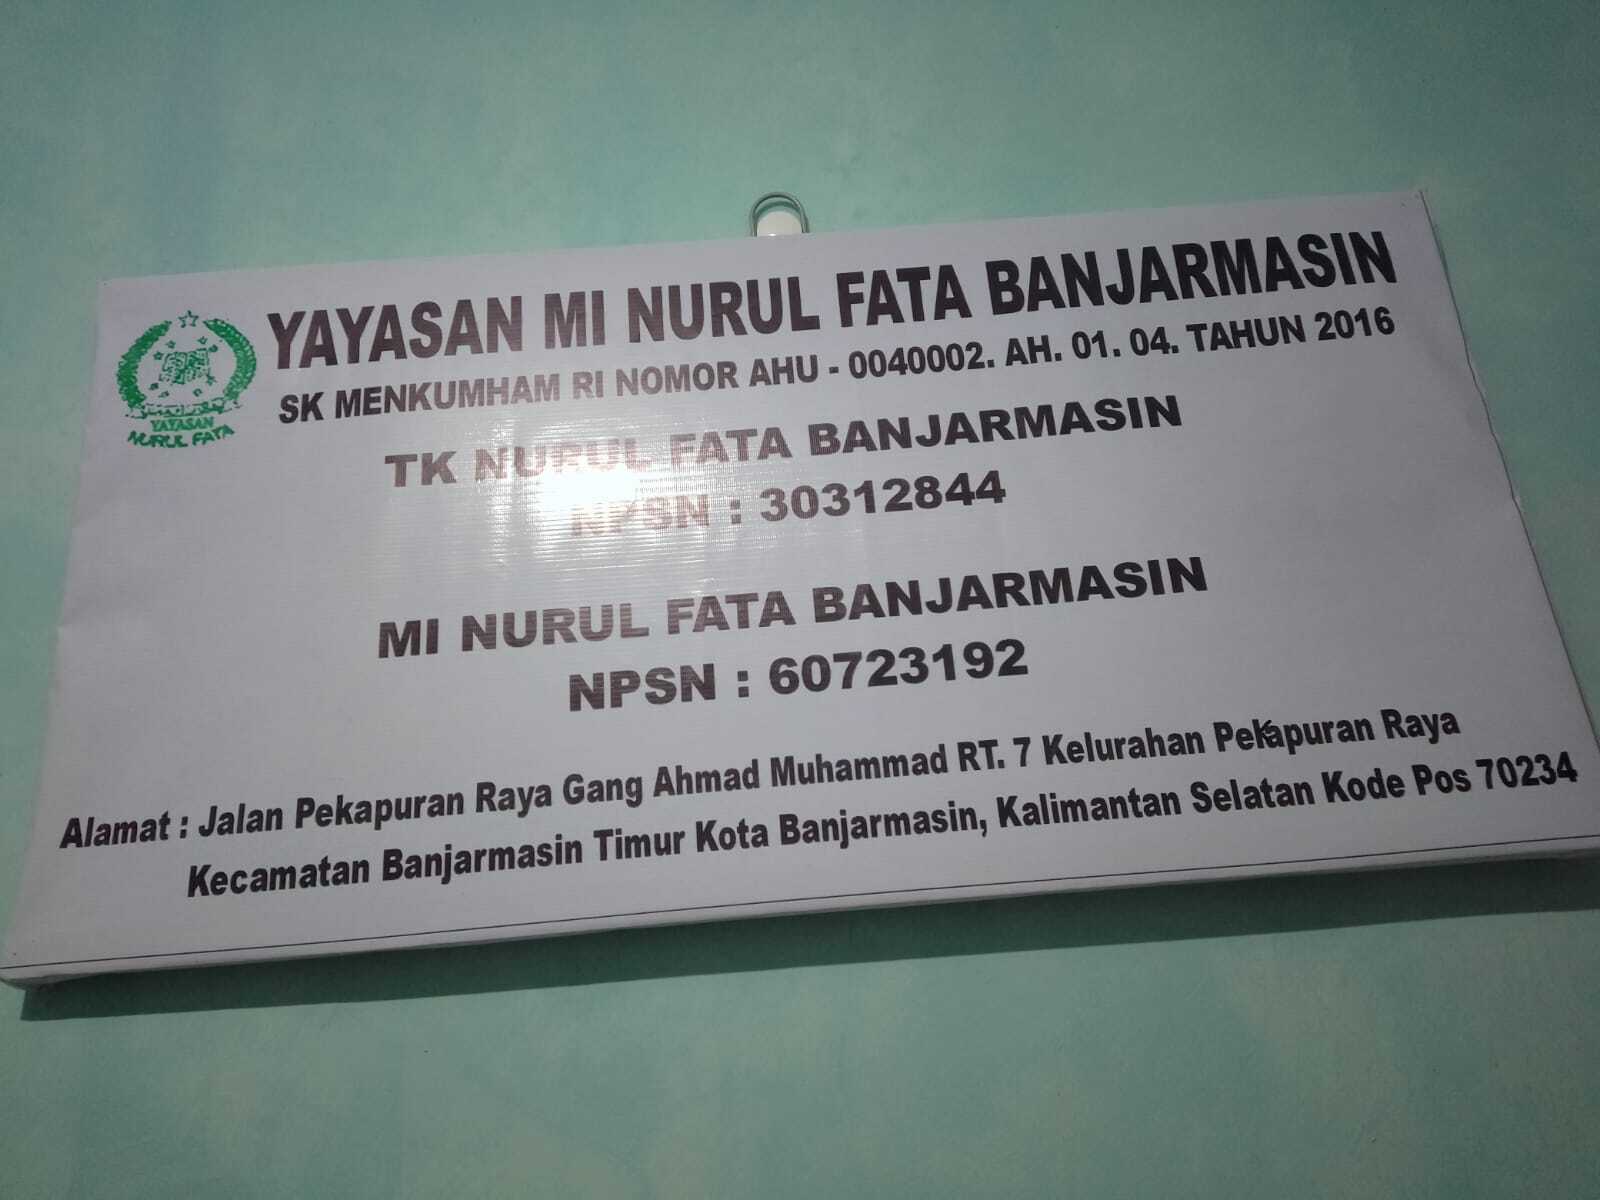 YAYASAN MI NURUL FATA BANJARMASIN
SK MENKUMHAM RI NOMOR AHU - 0040002. AH. 01. 04. TAHUN 2016
YAYASAN
NURUL FATA
TK NURUL FATA BANJARMASIN
NPSN : 30312844
MI NURUL FATA BANJARMASIN
NPSN : 60723192
Alamat : Jalan Pekapuran Raya Gang Ahmad Muhammad RT. 7 Kelurahan Pekapuran Raya
Kecamatan Banjarmasin Timur Kota Banjarmasin, Kalimantan Selatan Kode Pos 70234